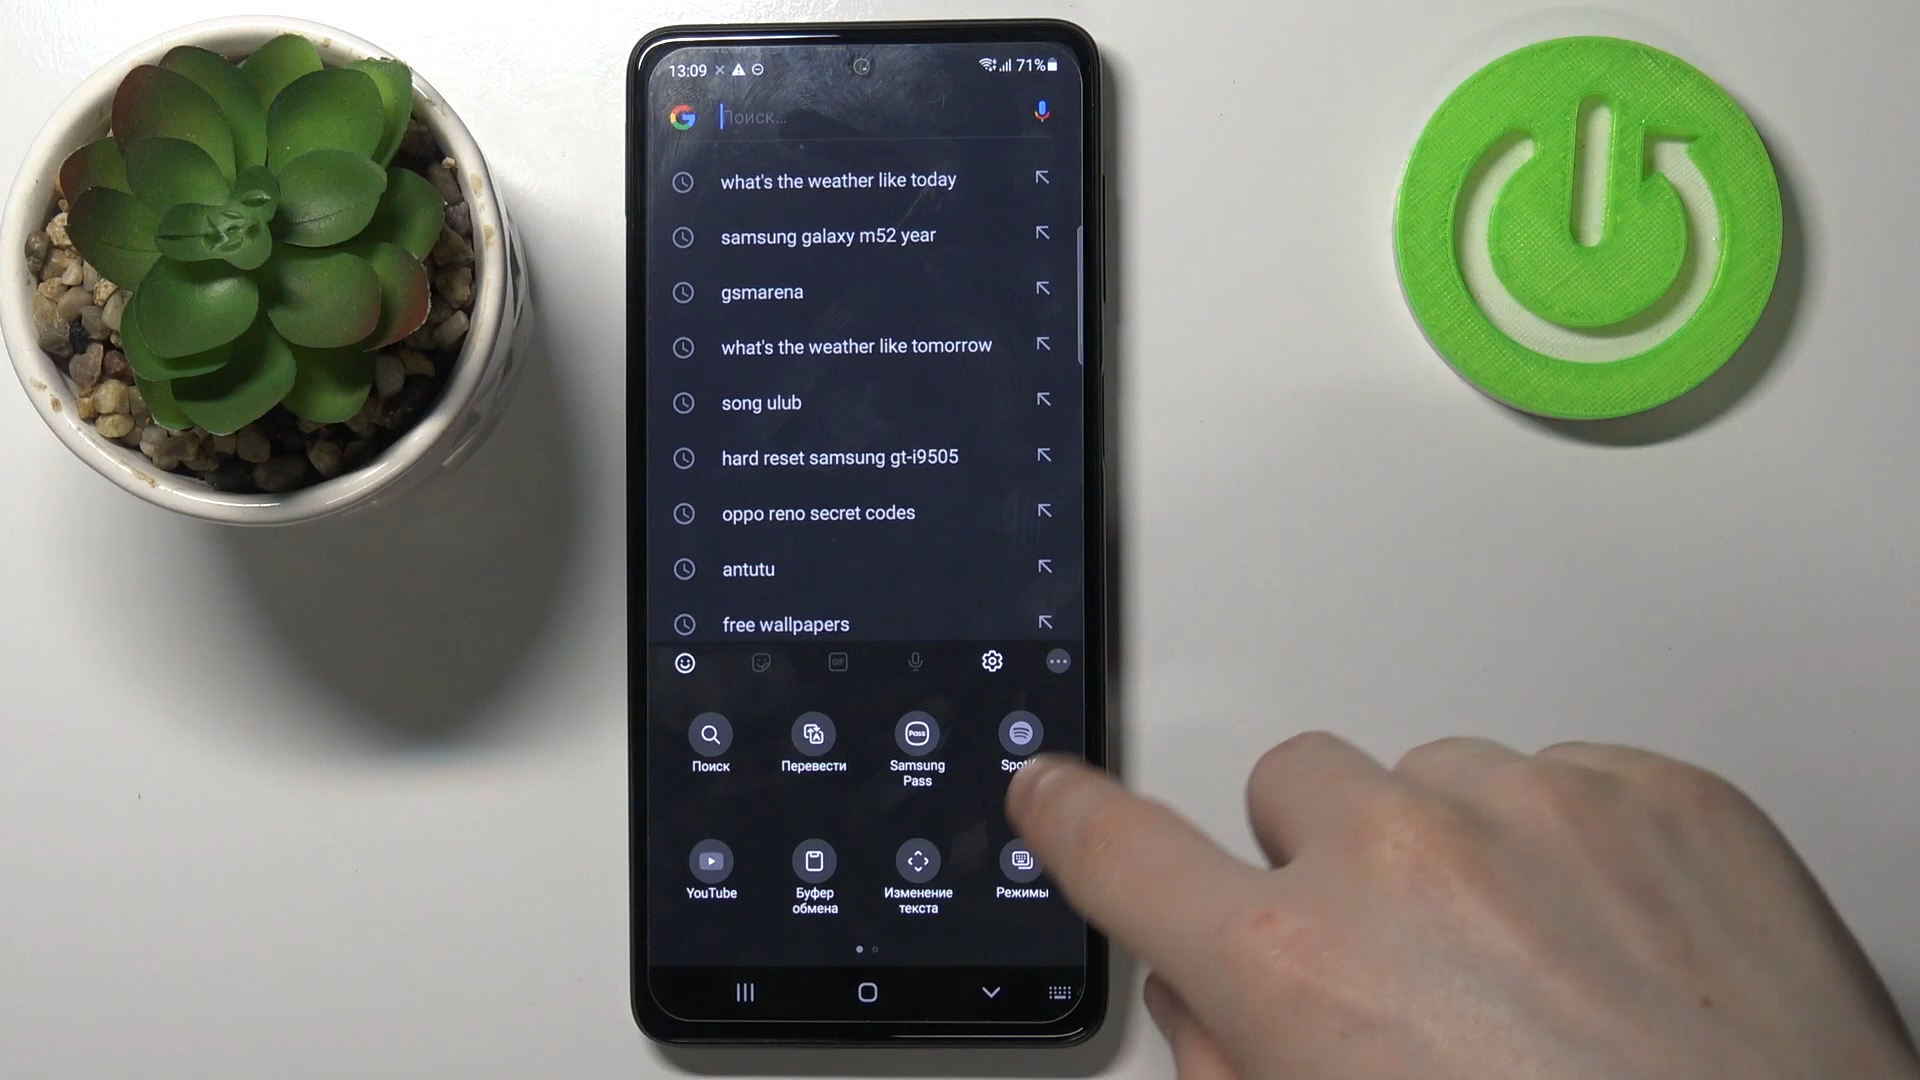 13:09 71%
Поиск...
what's the weather like today
samsung galaxy m52 year
gsmarena
what's the weather like tomorrow
song ulub
hard reset samsung gt-i9505
oppo reno secret codes
antutu
free wallpapers
GIF
Поиск
Перевести
Pass
Samsung
Pass
YouTube
Буфер
обмена
Изменение
текста
Режимы